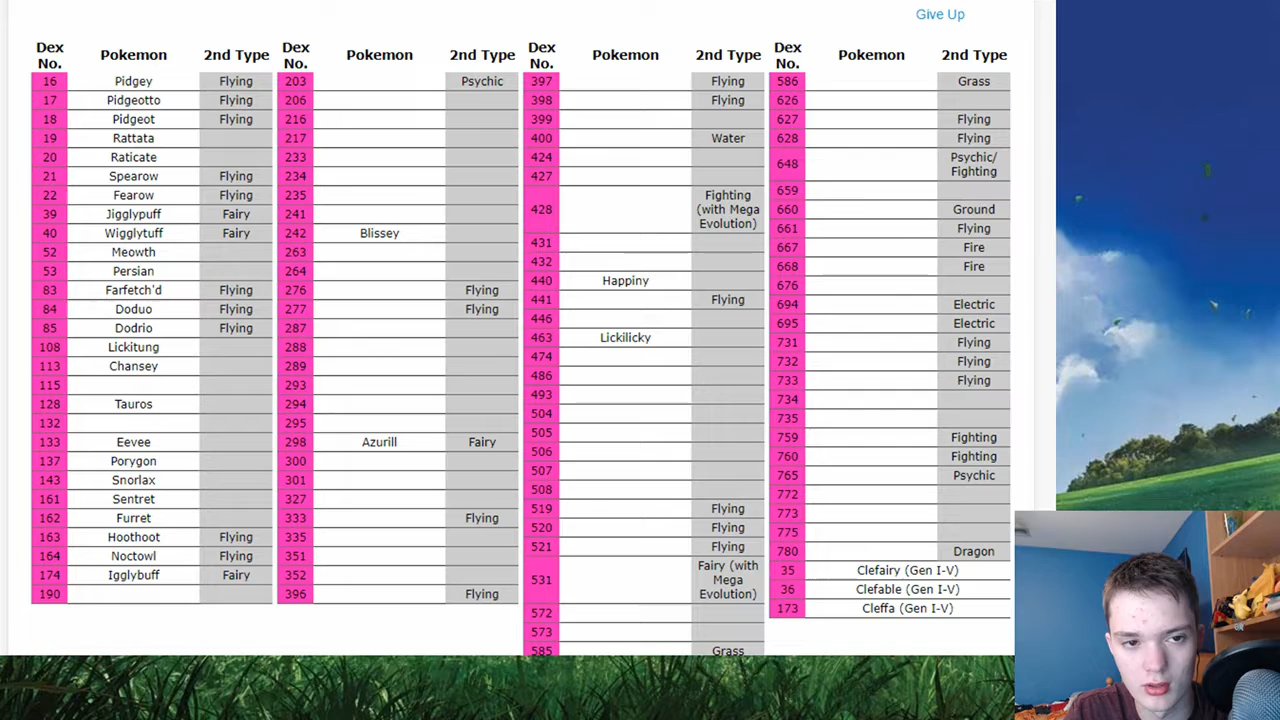 Give Up
Dex No. Pokemon 2nd Type
16 Pidgey Flying
17 Pidgeotto Flying
18 Pidgeot Flying
19 Rattata
20 Raticate
21 Spearow Flying
22 Fearow Flying
39 Jigglypuff Fairy
40 Wigglytuff Fairy
52 Meowth
53 Persian
83 Farfetch'd Flying
84 Doduo Flying
85 Dodrio Flying
108 Lickitung
113 Chansey
115
128 Tauros
132
133 Eevee
137 Porygon
143 Snorlax
161 Sentret
162 Furret
163 Hoothoot Flying
164 Noctowl Flying
174 Igglybuff Fairy
190
Dex No. Pokemon 2nd Type
203 Psychic
206
216
217
233
234
235
241
242 Blissey
263
264
276 Flying
277 Flying
287
288
289
293
294
295
298 Azurill Fairy
300
301
327
333 Flying
335
351
352
396 Flying
Dex No. Pokemon 2nd Type
397 Flying
398 Flying
399
400 Water
424
427
428 Fighting (with Mega Evolution)
431
432
440 Happiny
441 Flying
446
463 Lickilicky
474
486
493
504
505
506
507
508
519 Flying
520 Flying
521 Flying
531 Fairy (with Mega Evolution)
572
573
585 Grass
Dex No. Pokemon 2nd Type
586 Grass
626
627 Flying
628 Flying
648 Psychic/ Fighting
659
660 Ground
661 Flying
667 Fire
668 Fire
676
694 Electric
695 Electric
731 Flying
732 Flying
733 Flying
734
735
759 Fighting
760 Fighting
765 Psychic
772
773
775
780 Dragon
35 Clefairy (Gen I-V)
36 Clefable (Gen I-V)
173 Cleffa (Gen I-V)